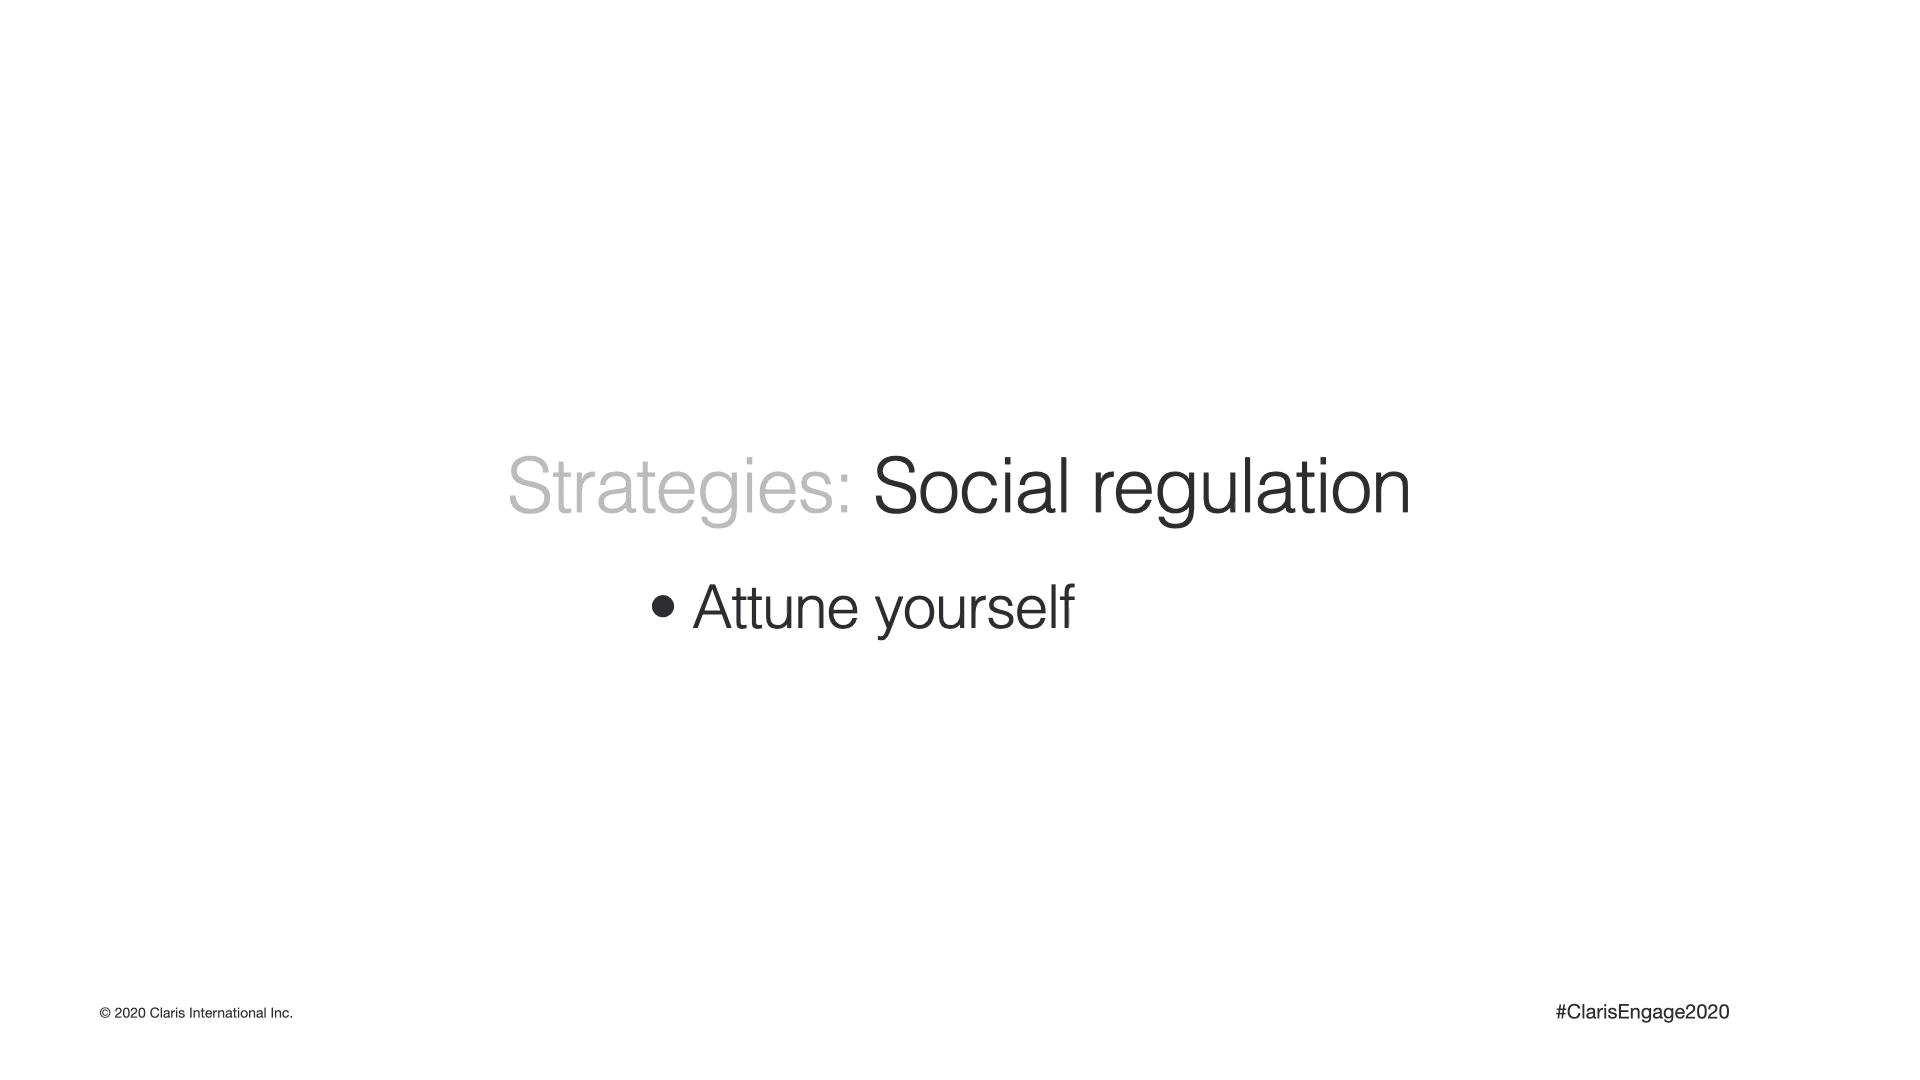 Strategies: Social regulation
• Attune yourself
© 2020 Claris International Inc.
#ClarisEngage2020